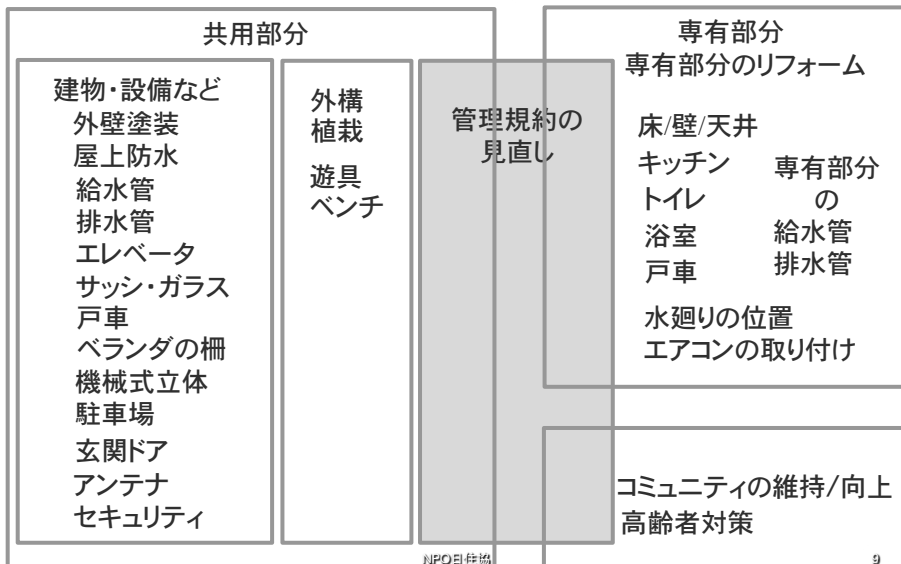 共用部分
建物・設備など
外壁塗装
屋上防水
給水管
排水管
エレベータ
サッシ・ガラス
戸車
ベランダの柵
機械式立体
駐車場
玄関ドア
アンテナ
セキュリティ
外構
植栽
遊具
ベンチ
管理規約の
見直し
専有部分
専有部分のリフォーム
床/壁/天井
キッチン
トイレ
浴室
戸車
専有部分
の
給水管
排水管
水廻りの位置
エアコンの取り付け
コミュニティの維持/向上
高齢者対策
NPO日住協
9